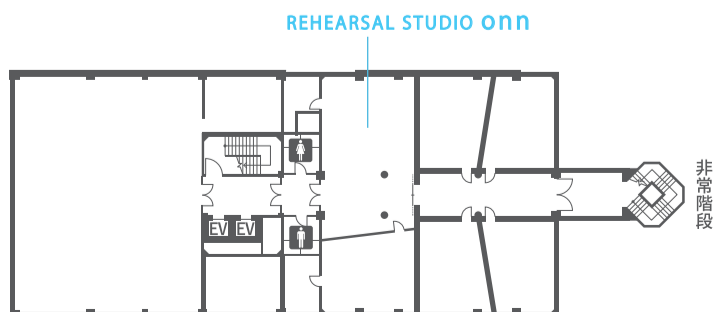 REHEARSAL STUDIO onn
非常階段
EV EV